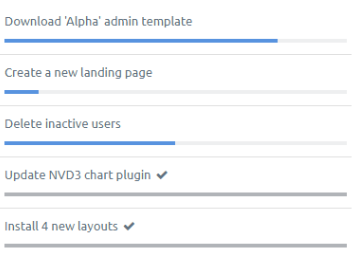 Download 'Alpha' admin template
Create a new landing page
Delete inactive users
Update NVD3 chart plugin
Install 4 new layouts